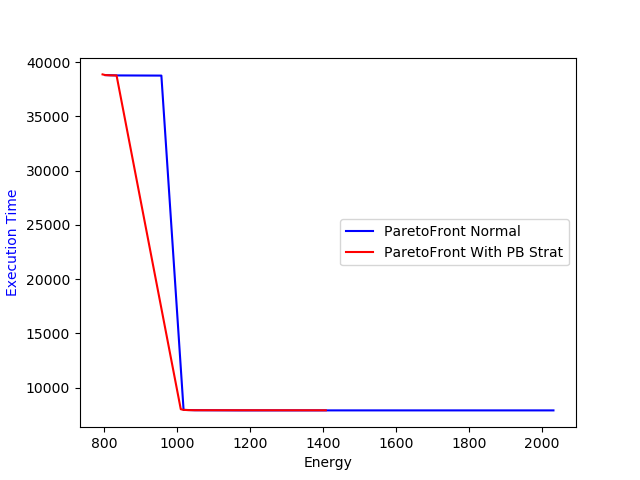 40000
35000
30000
25000
20000
15000
10000
Execution Time
ParetoFront Normal
ParetoFront With PB Strat
800 1000 1200 1400 1600 1800 2000
Energy